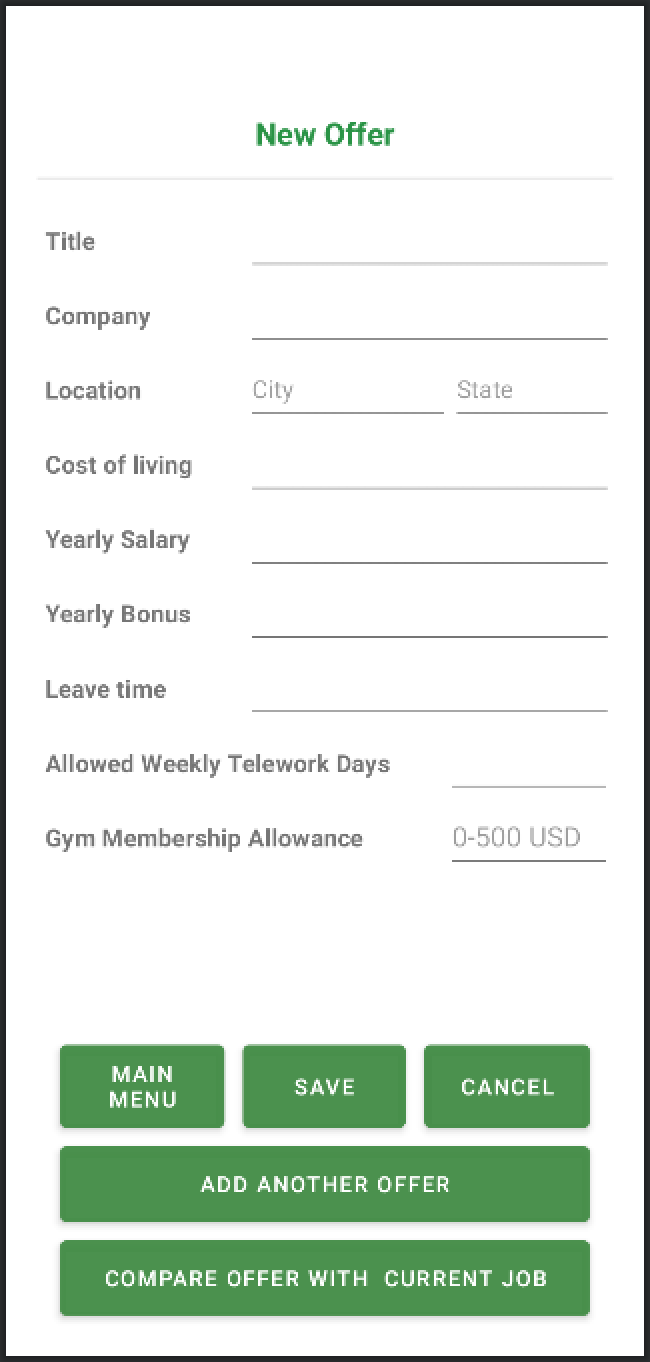 New Offer
Title
Company
Location City State
Cost of living
Yearly Salary
Yearly Bonus
Leave time
Allowed Weekly Telework Days
Gym Membership Allowance 0-500 USD
MAIN
MENU
SAVE
CANCEL
ADD ANOTHER OFFER
COMPARE OFFER WITH  CURRENT JOB